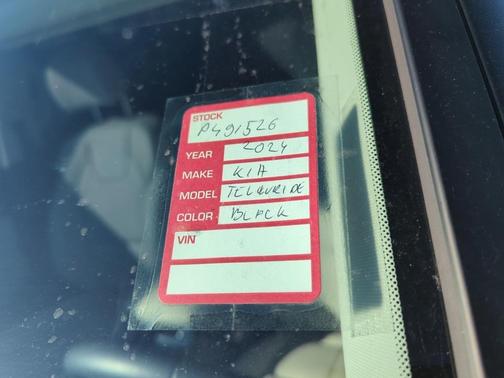 STOCK
P491526
YEAR 2024
MAKE KIA
MODEL TELLURIDE
COLOR BLACK
VIN